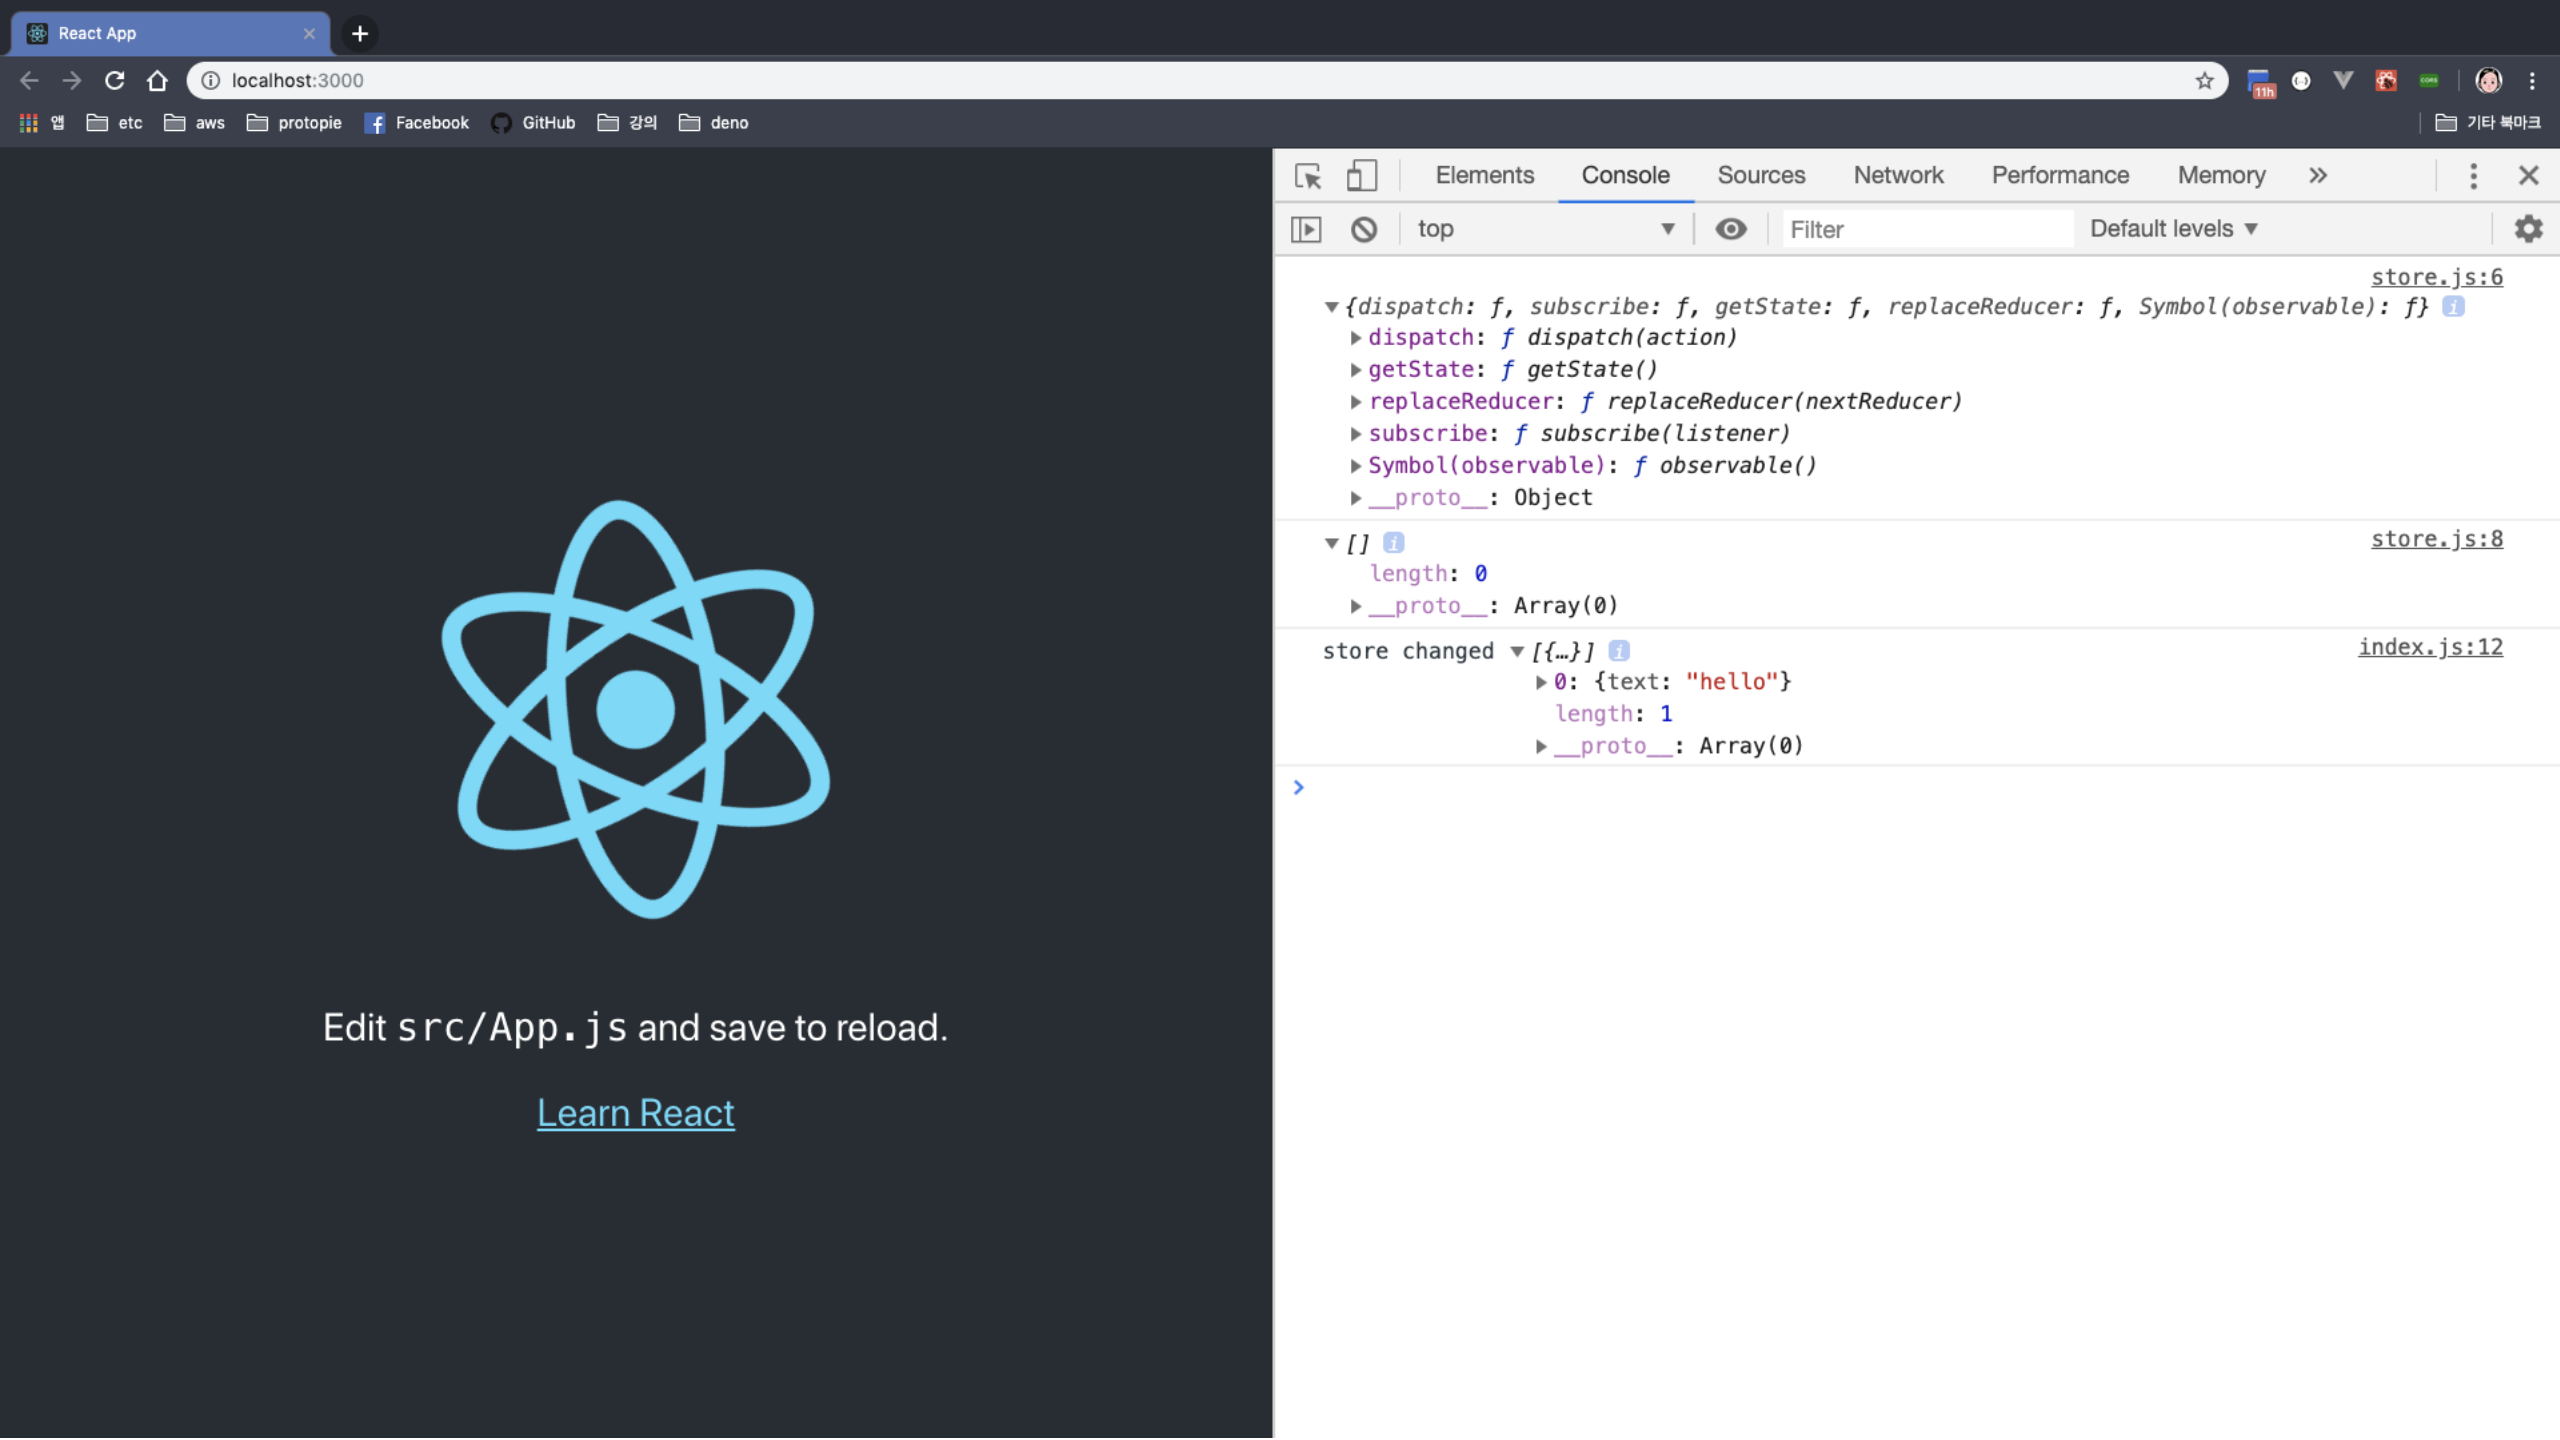 React App
localhost:3000
11h
앱 etc aws protopie Facebook GitHub 강의 deno 기타 북마크
Elements Console Sources Network Performance Memory
top Filter Default levels
store.js:6
{dispatch: ƒ, subscribe: ƒ, getState: ƒ, replaceReducer: ƒ, Symbol(observable): ƒ}
dispatch: ƒ dispatch(action)
getState: ƒ getState()
replaceReducer: ƒ replaceReducer(nextReducer)
subscribe: ƒ subscribe(listener)
Symbol(observable): ƒ observable()
__proto__: Object
[] store.js:8
length: 0
__proto__: Array(0)
store changed [{…}] index.js:12
0: {text: "hello"}
length: 1
__proto__: Array(0)
Edit src/App.js and save to reload.
Learn React